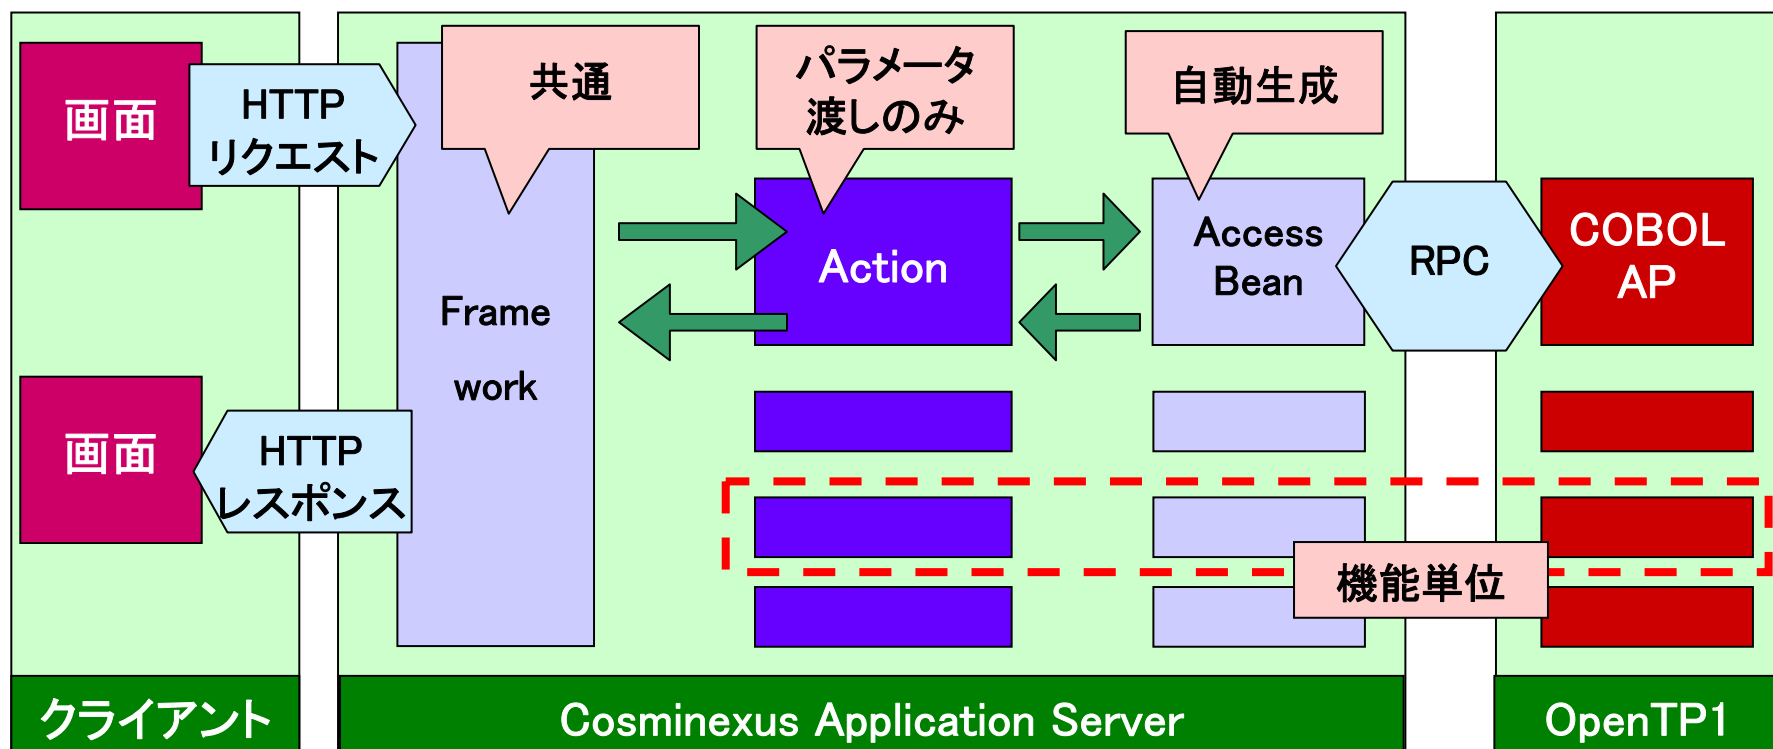 画面
HTTP
リクエスト
共通
パラメータ
渡しのみ
自動生成
Frame
work
Action
Access
Bean
RPC
COBOL
AP
画面
HTTP
レスポンス
機能単位
クライアント
Cosminexus Application Server
OpenTP1